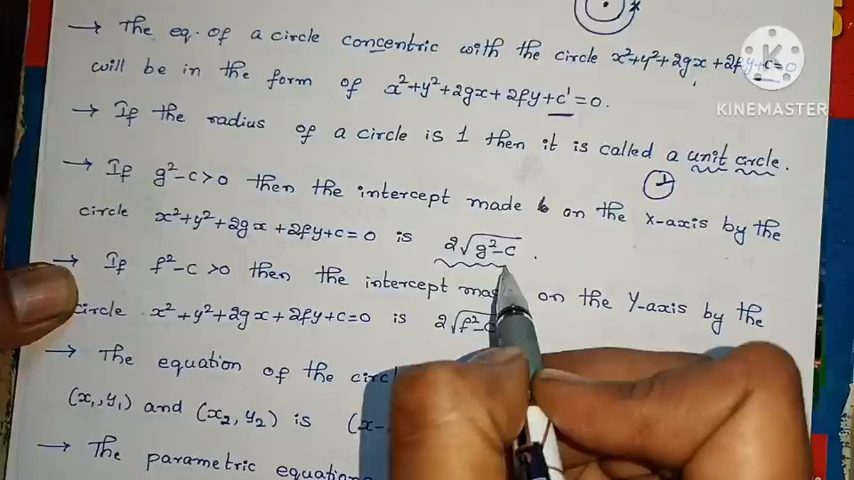 → The eq. of a circle concentric with the circle x²+y²+2gx+2fy+c=0
will be in the form of x²+y²+2gx+2fy+c'=0.
→ If the radius of a circle is 1 then it is called a unit circle.
→ If g²-c>0 then the intercept made on the x-axis by the
circle x²+y²+2gx+2fy+c=0 is 2√g²-c.
→ If f²-c>0 then the intercept made on the Y-axis by the
circle x²+y²+2gx+2fy+c=0 is 2√f²-c
→ The equation of the
(x₁,y₁) and (x₂,y₂) is (x-
→ The parametric equation
K
KINEMASTER